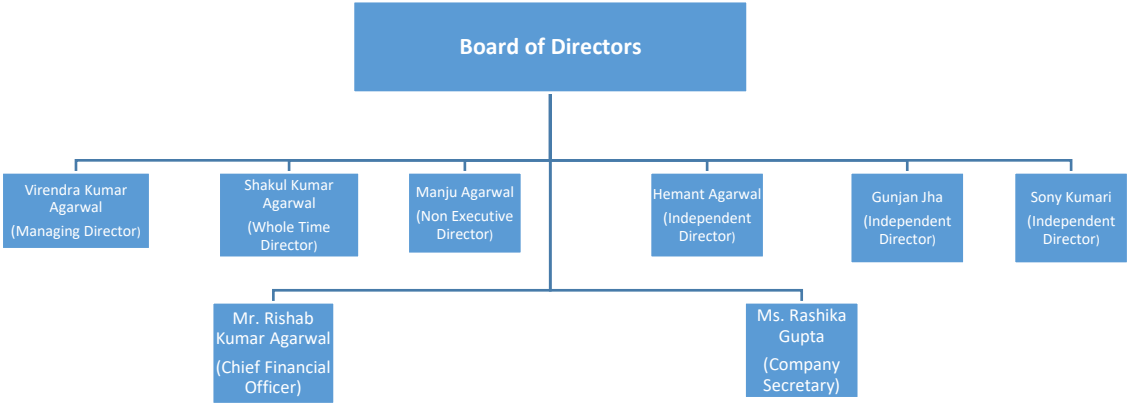 Board of Directors
Virendra Kumar
Agarwal
(Managing Director)
Shakul Kumar
Agarwal
(Whole Time
Director)
Manju Agarwal
(Non Executive
Director)
Hemant Agarwal
(Independent
Director)
Gunjan Jha
(Independent
Director)
Sony Kumari
(Independent
Director)
Mr. Rishab
Kumar Agarwal
(Chief Financial
Officer)
Ms. Rashika
Gupta
(Company
Secretary)